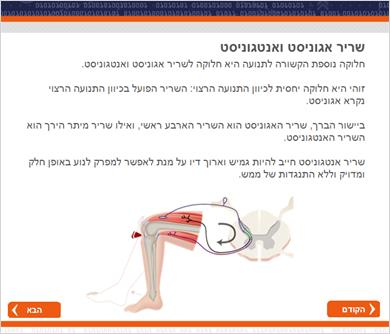 שריר אגוניסט ואנטגוניסט
חלוקה נוספת הקשורה לתנועה היא חלוקה לשריר אגוניסט ואנטגוניסט.
זוהי היא חלוקה יחסית לכיוון התנועה הרצוי: השריר הפועל בכיוון התנועה הרצוי
נקרא אגוניסט.
ביישור הברך, שריר האגוניסט הוא השריר הארבע ראשי, ואילו שריר מיתר הירך הוא
השריר האנטגוניסט.
שריר אנטגוניסט חייב להיות גמיש וארוך דיו על מנת לאפשר למפרק לנוע באופן חלק
ומדויק וללא התנגדות של ממש.
הקודם
הבא